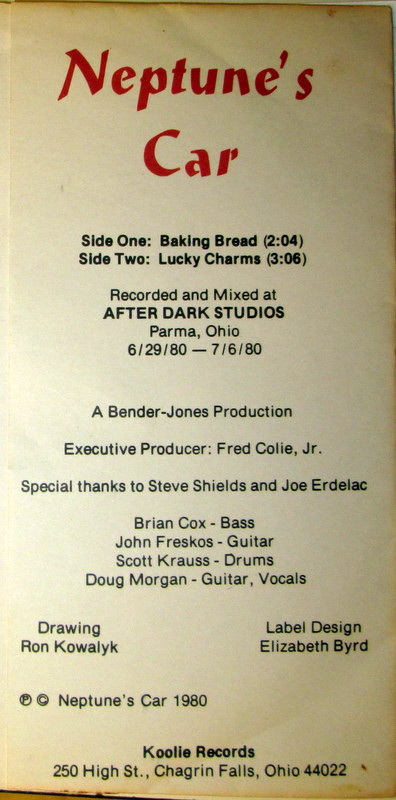 Neptune's
Car
Side One: Baking Bread (2:04)
Side Two: Lucky Charms (3:06)
Recorded and Mixed at
AFTER DARK STUDIOS
Parma, Ohio
6/29/80 — 7/6/80
A Bender-Jones Production
Executive Producer: Fred Colie, Jr.
Special thanks to Steve Shields and Joe Erdelac
Brian Cox - Bass
John Freskos - Guitar
Scott Krauss - Drums
Doug Morgan - Guitar, Vocals
Drawing
Ron Kowalyk
Label Design
Elizabeth Byrd
℗ © Neptune's Car 1980
Koolie Records
250 High St., Chagrin Falls, Ohio 44022